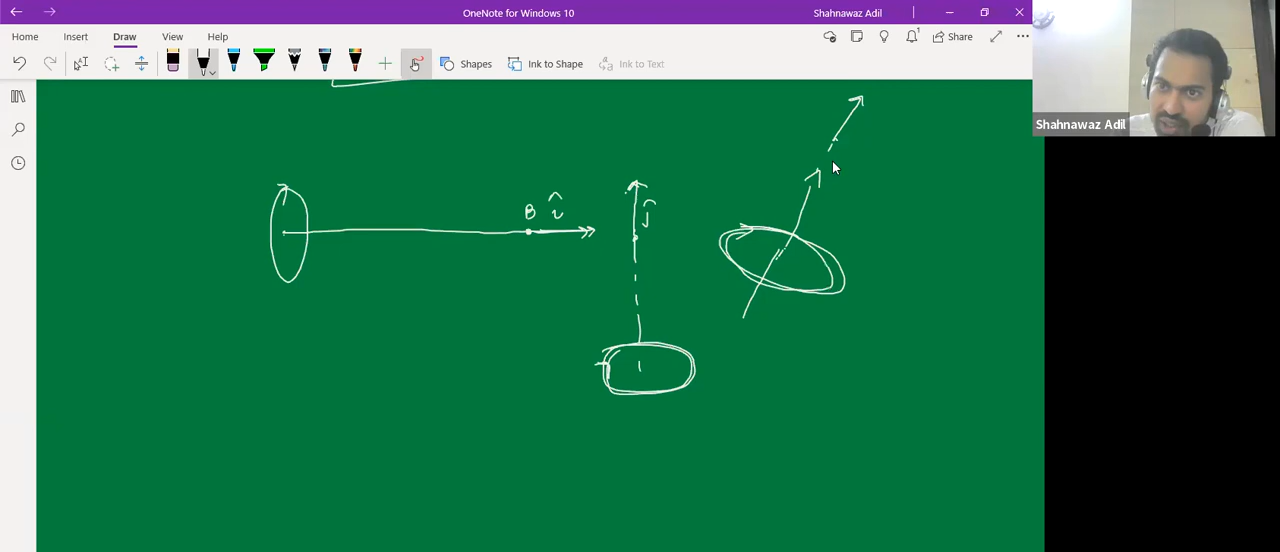 OneNote for Windows 10
Shahnawaz Adil
Home Insert Draw View Help
Share
Shapes
Ink to Shape
Ink to Text
Shahnawaz Adil
B î
ĵ